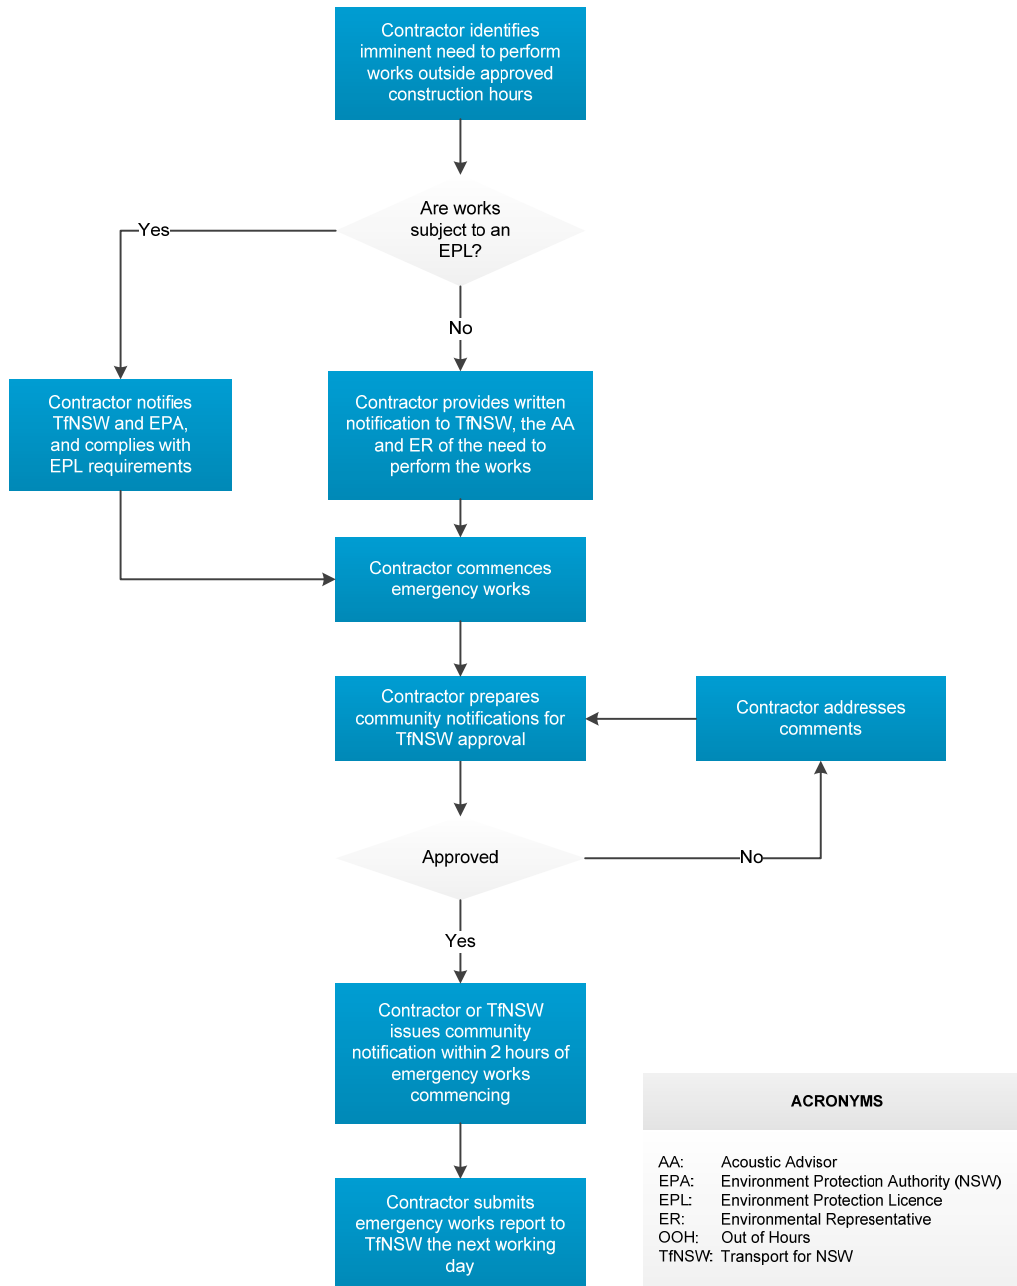 Contractor identifies
imminent need to perform
works outside approved
construction hours
Are works
subject to an
EPL?
Yes
No
Contractor notifies
TfNSW and EPA,
and complies with
EPL requirements
Contractor provides written
notification to TfNSW, the AA
and ER of the need to
perform the works
Contractor commences
emergency works
Contractor prepares
community notifications for
TfNSW approval
Contractor addresses
comments
Approved
No
Yes
Contractor or TfNSW
issues community
notification within 2 hours of
emergency works
commencing
Contractor submits
emergency works report to
TfNSW the next working
day
ACRONYMS
AA: Acoustic Advisor
EPA: Environment Protection Authority (NSW)
EPL: Environment Protection Licence
ER: Environmental Representative
OOH: Out of Hours
TfNSW: Transport for NSW